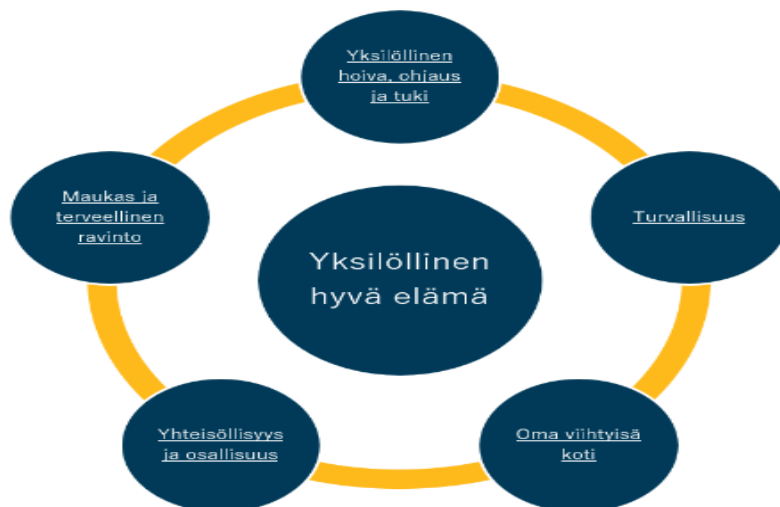 Yksilöllinen
hoiva, ohjaus
ja tuki
Maukas ja
terveellinen
ravinto
Turvallisuus
Yksilöllinen
hyvä elämä
Yhteisöllisyys
ja osallisuus
Oma viihtyisä
koti